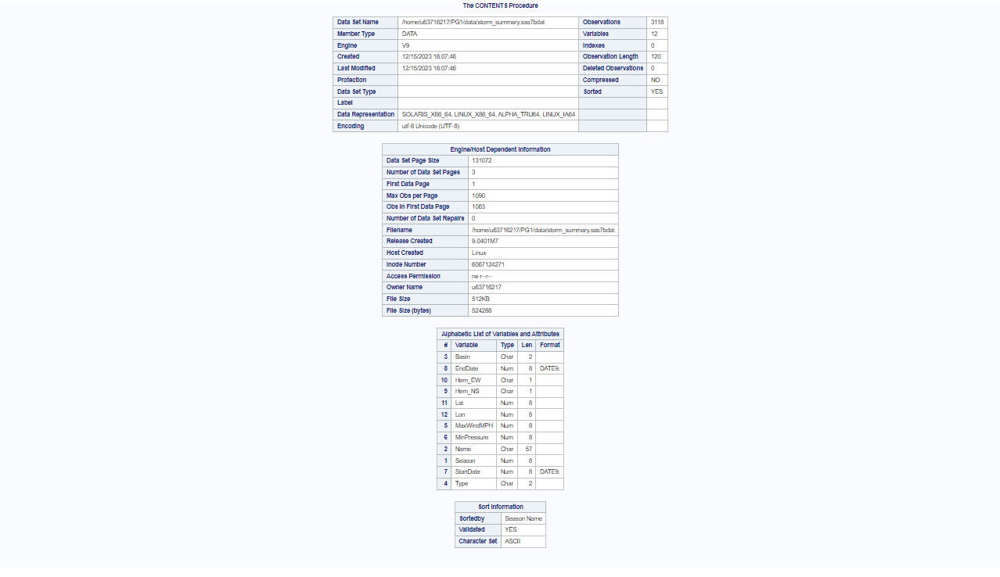 The CONTENTS Procedure
Data Set Name /home/u63716217/PG1/data/storm_summary.sas7bdat Observations 3118
Member Type DATA Variables 12
Engine V9 Indexes 0
Created 12/15/2023 16:07:46 Observation Length 120
Last Modified 12/15/2023 16:07:46 Deleted Observations 0
Protection Compressed NO
Data Set Type Sorted YES
Label
Data Representation SOLARIS_X86_64, LINUX_X86_64, ALPHA_TRU64, LINUX_IA64
Encoding utf-8 Unicode (UTF-8)
Engine/Host Dependent Information
Data Set Page Size 131072
Number of Data Set Pages 3
First Data Page 1
Max Obs per Page 1090
Obs in First Data Page 1063
Number of Data Set Repairs 0
Filename /home/u63716217/PG1/data/storm_summary.sas7bdat
Release Created 9.0401M7
Host Created Linux
Inode Number 6067124271
Access Permission rw-r--r--
Owner Name u63716217
File Size 512KB
File Size (bytes) 524288
Alphabetic List of Variables and Attributes
# Variable Type Len Format
3 Basin Char 2
8 EndDate Num 8 DATE9.
10 Hem_EW Char 1
9 Hem_NS Char 1
11 Lat Num 8
12 Lon Num 8
5 MaxWindMPH Num 8
6 MinPressure Num 8
2 Name Char 57
1 Season Num 8
7 StartDate Num 8 DATE9.
4 Type Char 2
Sort Information
Sortedby Season Name
Validated YES
Character Set ASCII